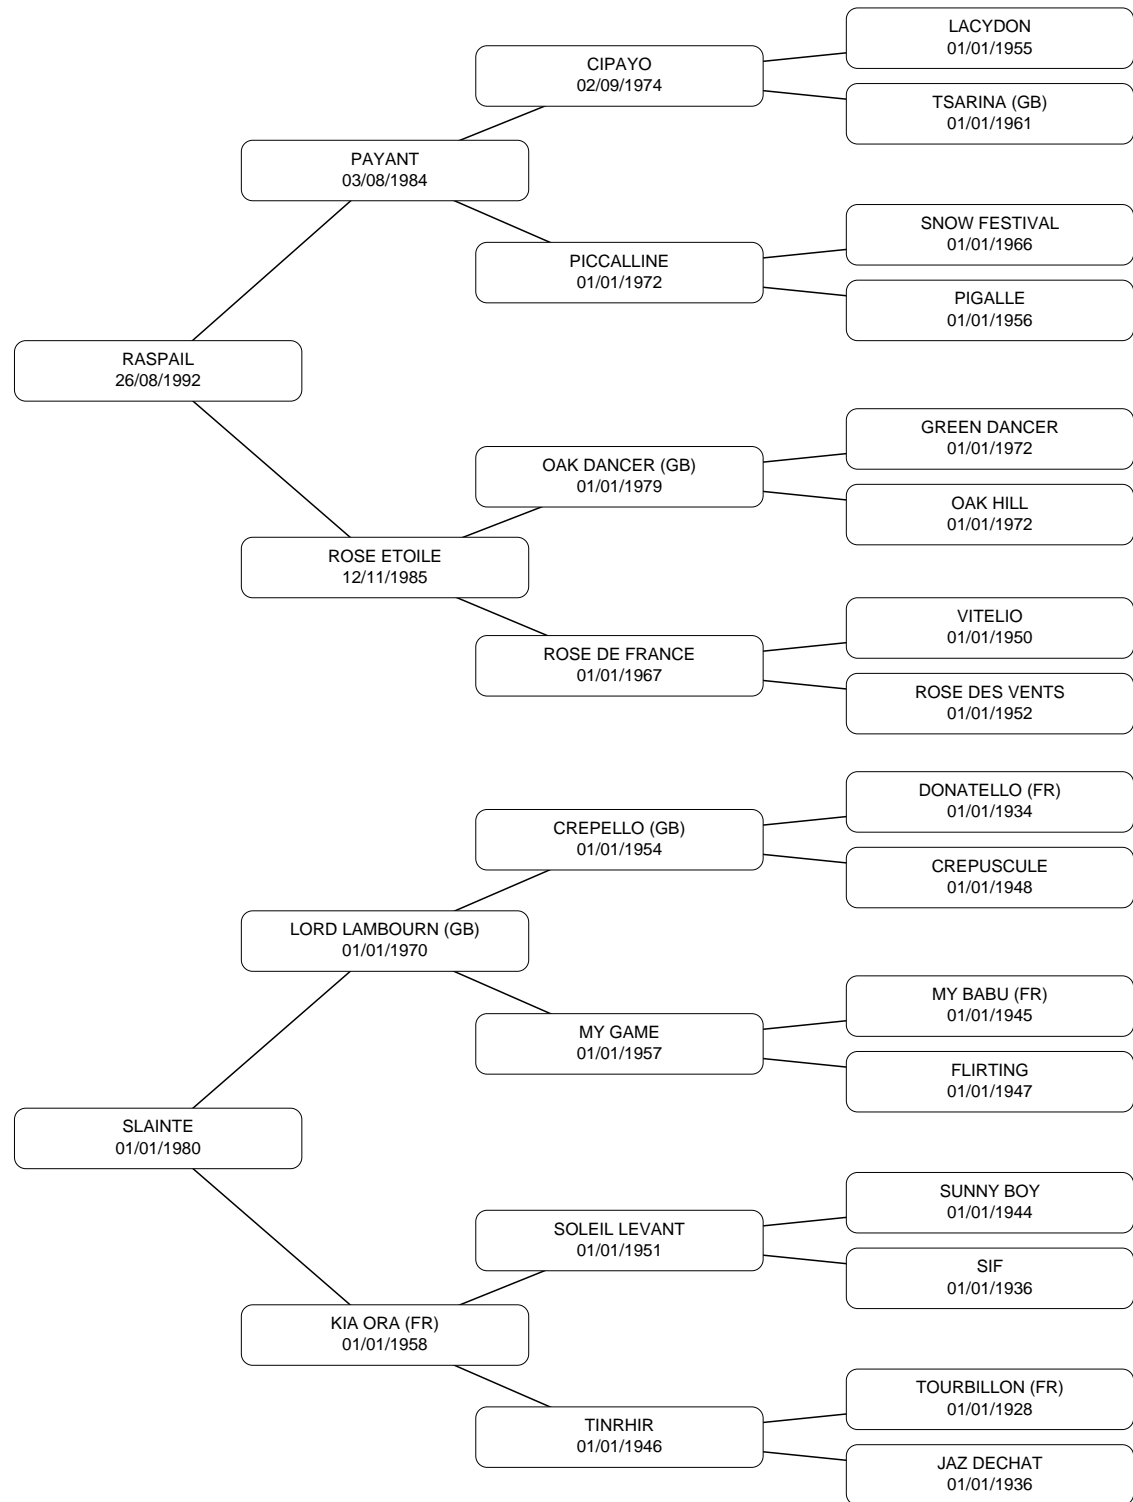 LACYDON
01/01/1955
CIPAYO
02/09/1974
TSARINA (GB)
01/01/1961
PAYANT
03/08/1984
SNOW FESTIVAL
01/01/1966
PICCALLINE
01/01/1972
PIGALLE
01/01/1956
RASPAIL
26/08/1992
GREEN DANCER
01/01/1972
OAK DANCER (GB)
01/01/1979
OAK HILL
01/01/1972
ROSE ETOILE
12/11/1985
VITELIO
01/01/1950
ROSE DE FRANCE
01/01/1967
ROSE DES VENTS
01/01/1952
DONATELLO (FR)
01/01/1934
CREPELLO (GB)
01/01/1954
CREPUSCULE
01/01/1948
LORD LAMBOURN (GB)
01/01/1970
MY BABU (FR)
01/01/1945
MY GAME
01/01/1957
FLIRTING
01/01/1947
SLAINTE
01/01/1980
SUNNY BOY
01/01/1944
SOLEIL LEVANT
01/01/1951
SIF
01/01/1936
KIA ORA (FR)
01/01/1958
TOURBILLON (FR)
01/01/1928
TINRHIR
01/01/1946
JAZ DECHAT
01/01/1936